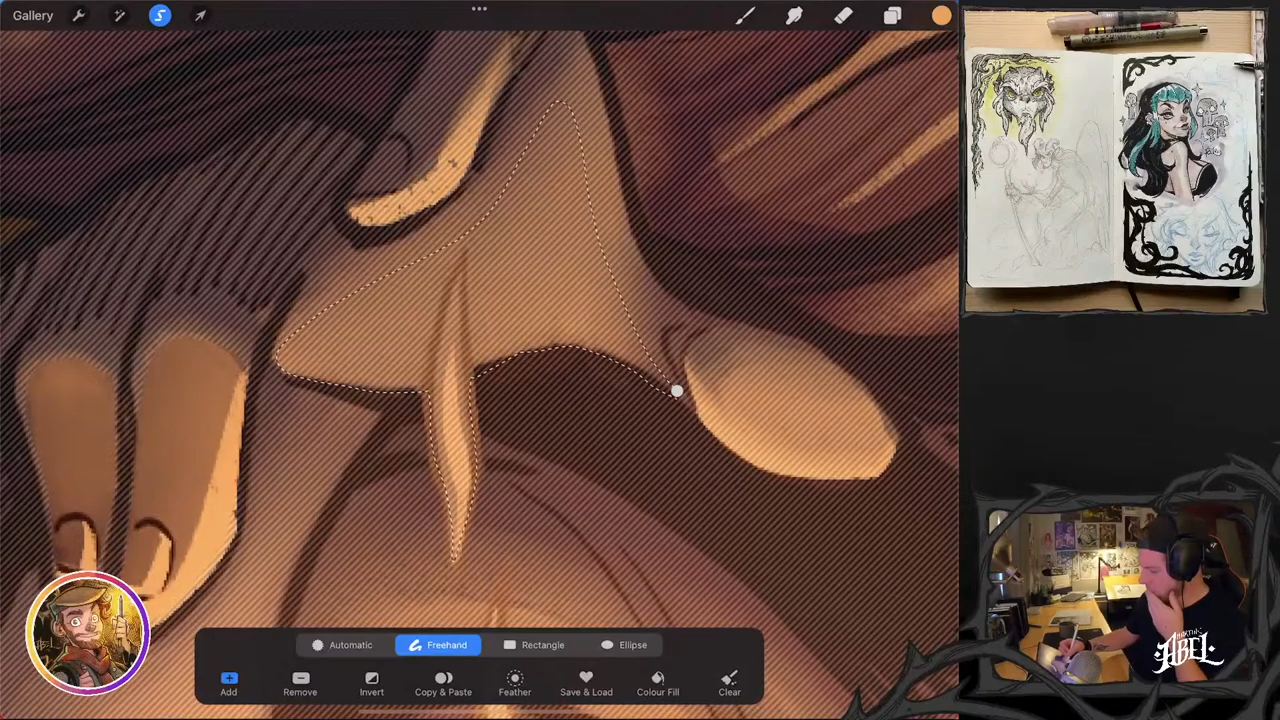 Gallery
Automatic
Freehand
Rectangle
Ellipse
Add
Remove
Invert
Copy & Paste
Feather
Save & Load
Colour Fill
Clear
ABEL